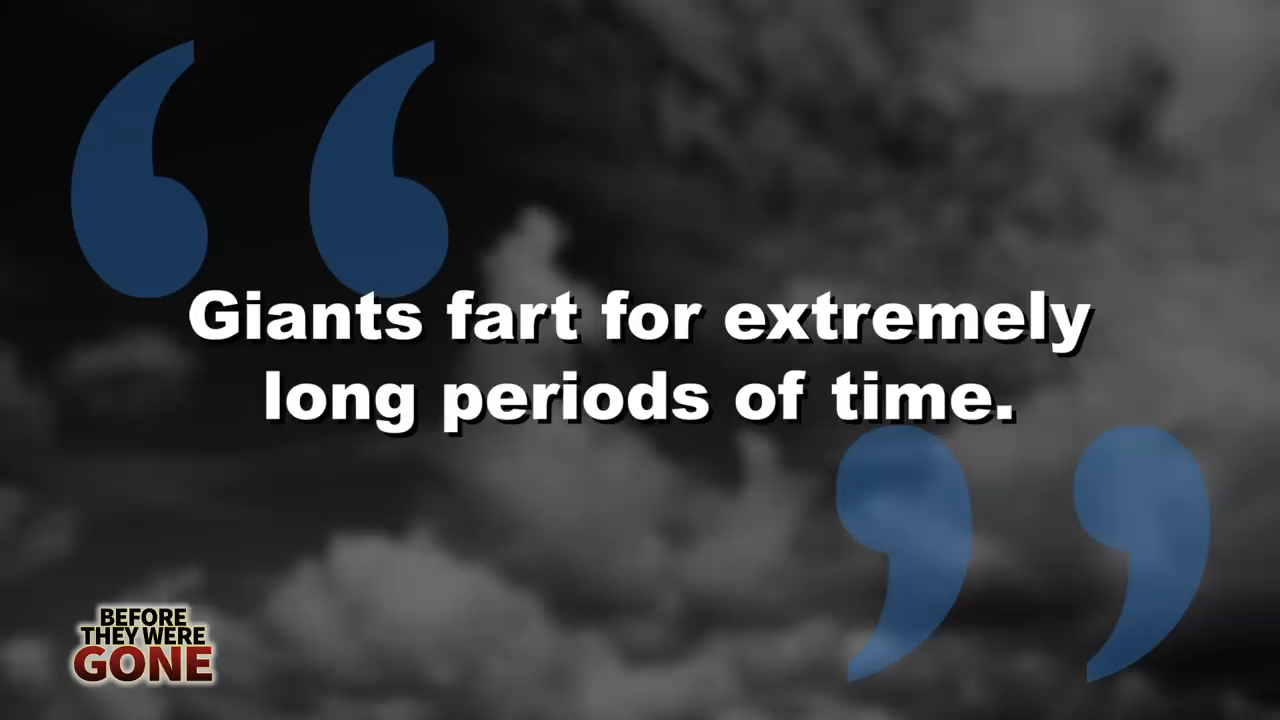 Giants fart for extremely
long periods of time.
BEFORE
THEY WERE
GONE